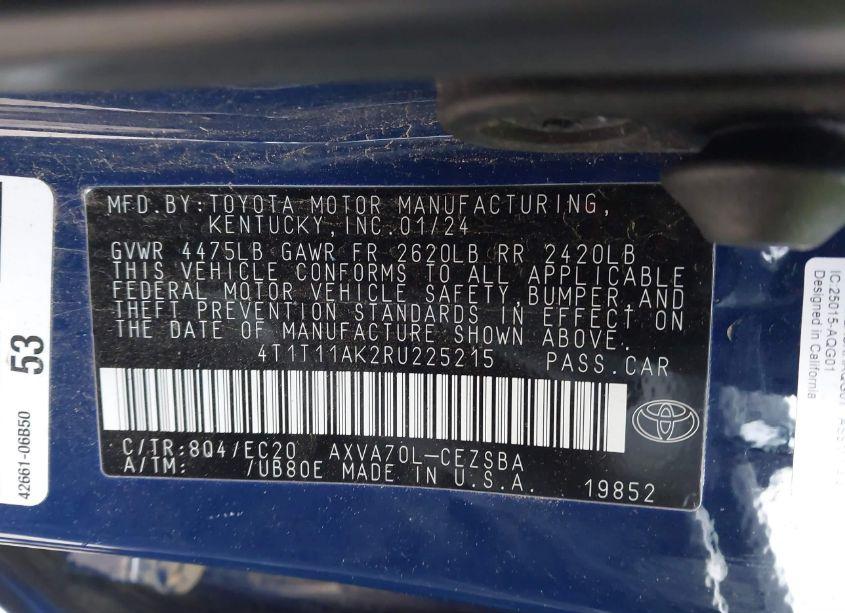 MFD.BY:TOYOTA MOTOR MANUFACTURING,
KENTUCKY, INC.01/24
GVWR 4475LB GAWR FR 2620LB RR 2420LB
THIS VEHICLE CONFORMS TO ALL APPLICABLE
FEDERAL MOTOR VEHICLE SAFETY,BUMPER,AND
THEFT PREVENTION STANDARDS IN EFFECT ON
THE DATE OF MANUFACTURE SHOWN ABOVE.
4T1T11AK2RU225215 PASS.CAR
C/TR:8Q4/EC20 AXVA70L-CEZSBA
A/TM: /UB80E MADE IN U.S.A. 19852
53
42661-06B50
IC:25015-AQG01
Designed in California